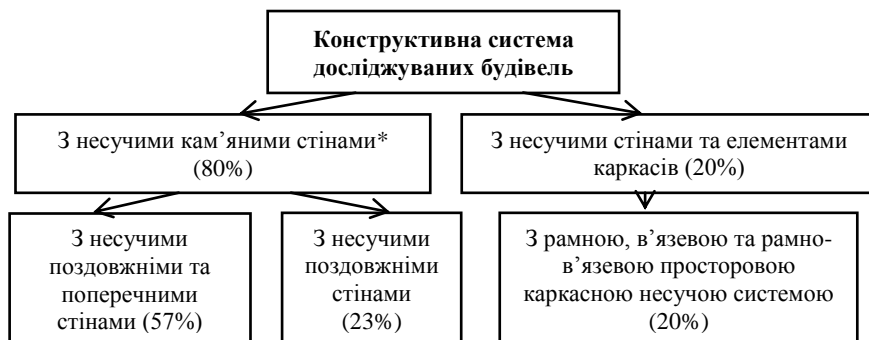 Конструктивна система
досліджуваних будівель
З несучими кам’яними стінами*
(80%)
З несучими стінами та елементами
каркасів (20%)
З несучими
поздовжніми та
поперечними
стінами (57%)
З несучими
поздовжніми
стінами
(23%)
З рамною, в’язевою та рамно-
в’язевою просторовою
каркасною несучою системою
(20%)